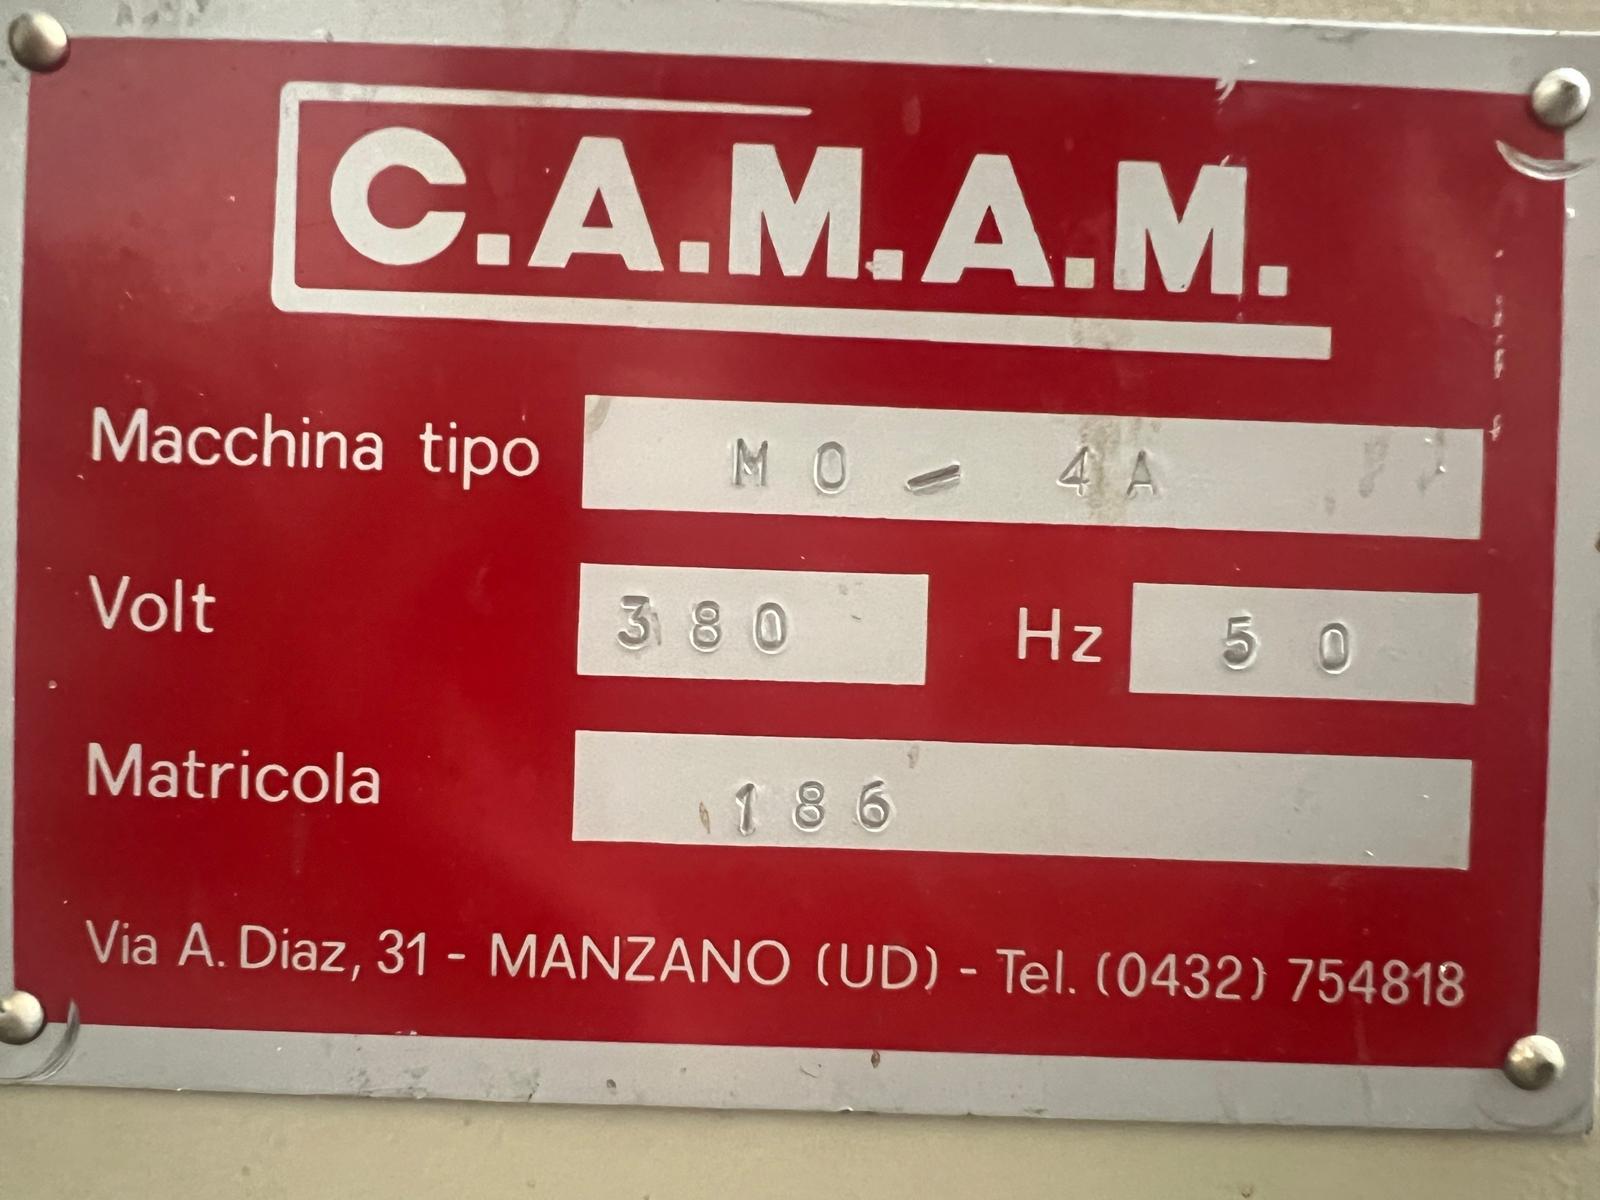 C.A.M.A.M.
Macchina tipo MO - 4A
Volt 380 Hz 50
Matricola 186
Via A. Diaz, 31 - MANZANO (UD) - Tel. (0432) 754818